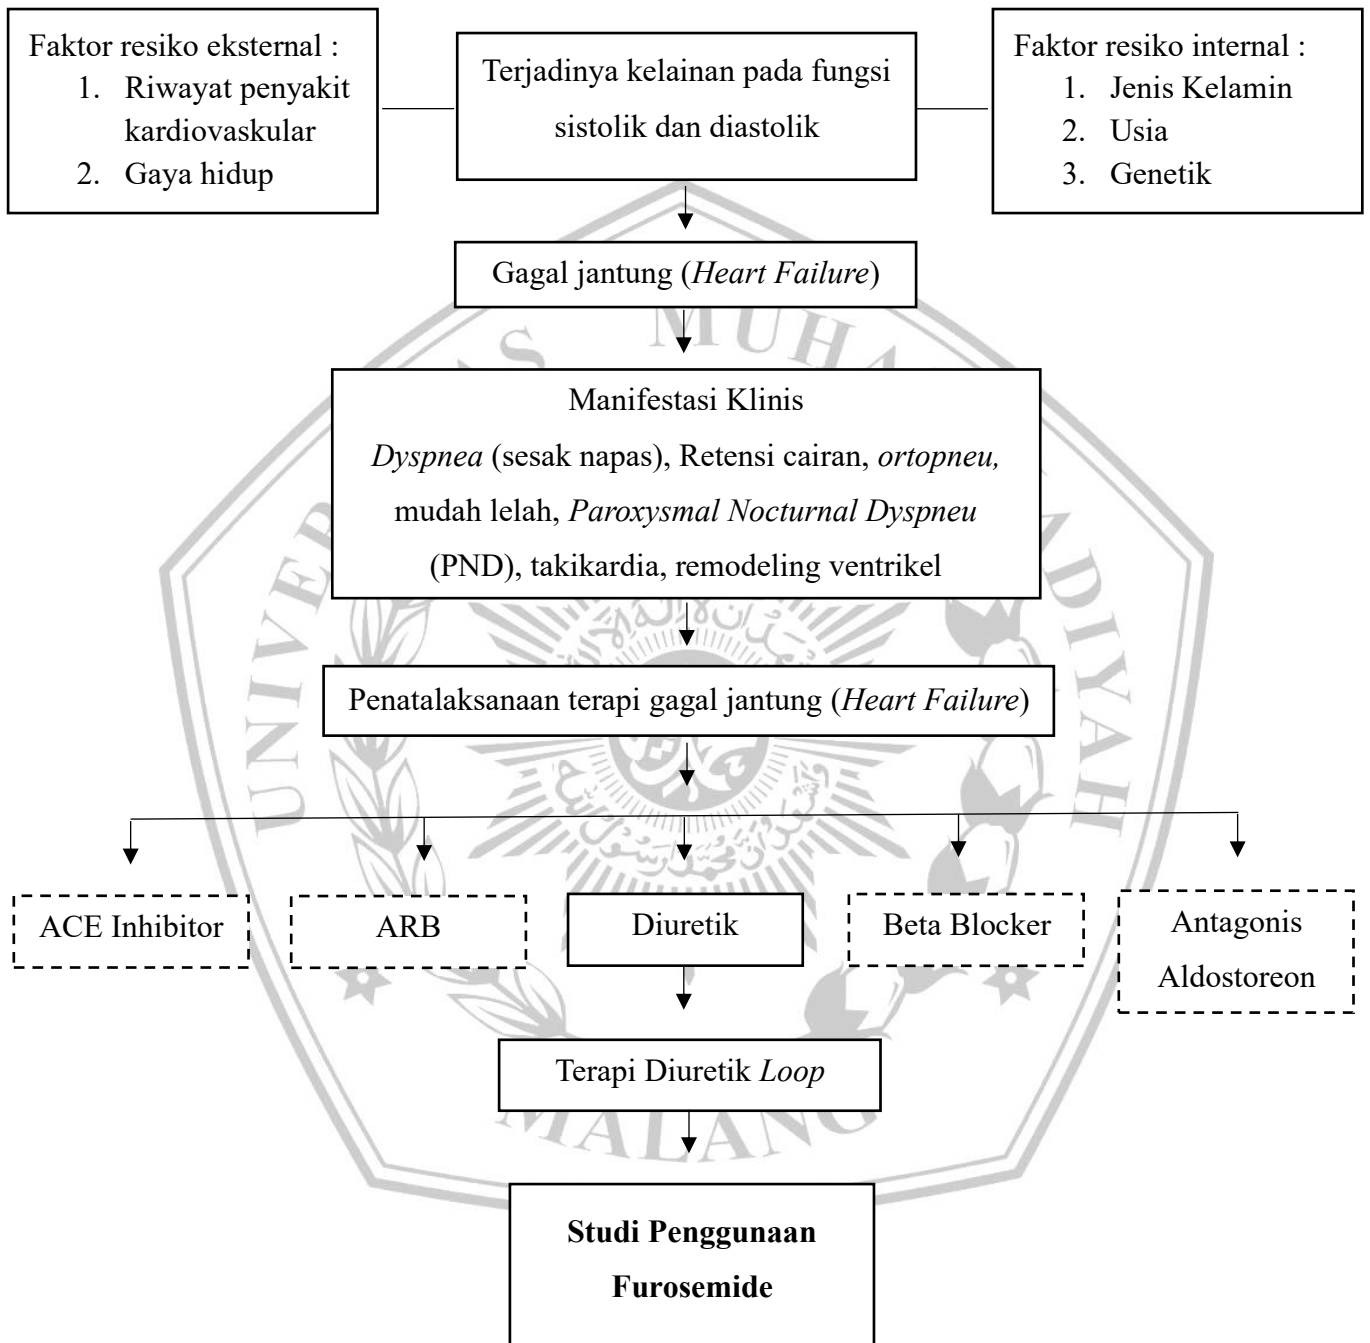 Faktor resiko eksternal :
1. Riwayat penyakit
kardiovaskular
2. Gaya hidup
Terjadinya kelainan pada fungsi
sistolik dan diastolik
Faktor resiko internal :
1. Jenis Kelamin
2. Usia
3. Genetik
Gagal jantung (Heart Failure)
Manifestasi Klinis
Dyspnea (sesak napas), Retensi cairan, ortopneu,
mudah lelah, Paroxysmal Nocturnal Dyspneu
(PND), takikardia, remodeling ventrikel
Penatalaksanaan terapi gagal jantung (Heart Failure)
ACE Inhibitor
ARB
Diuretik
Beta Blocker
Antagonis
Aldostoreon
Terapi Diuretik Loop
Studi Penggunaan
Furosemide
MALANG